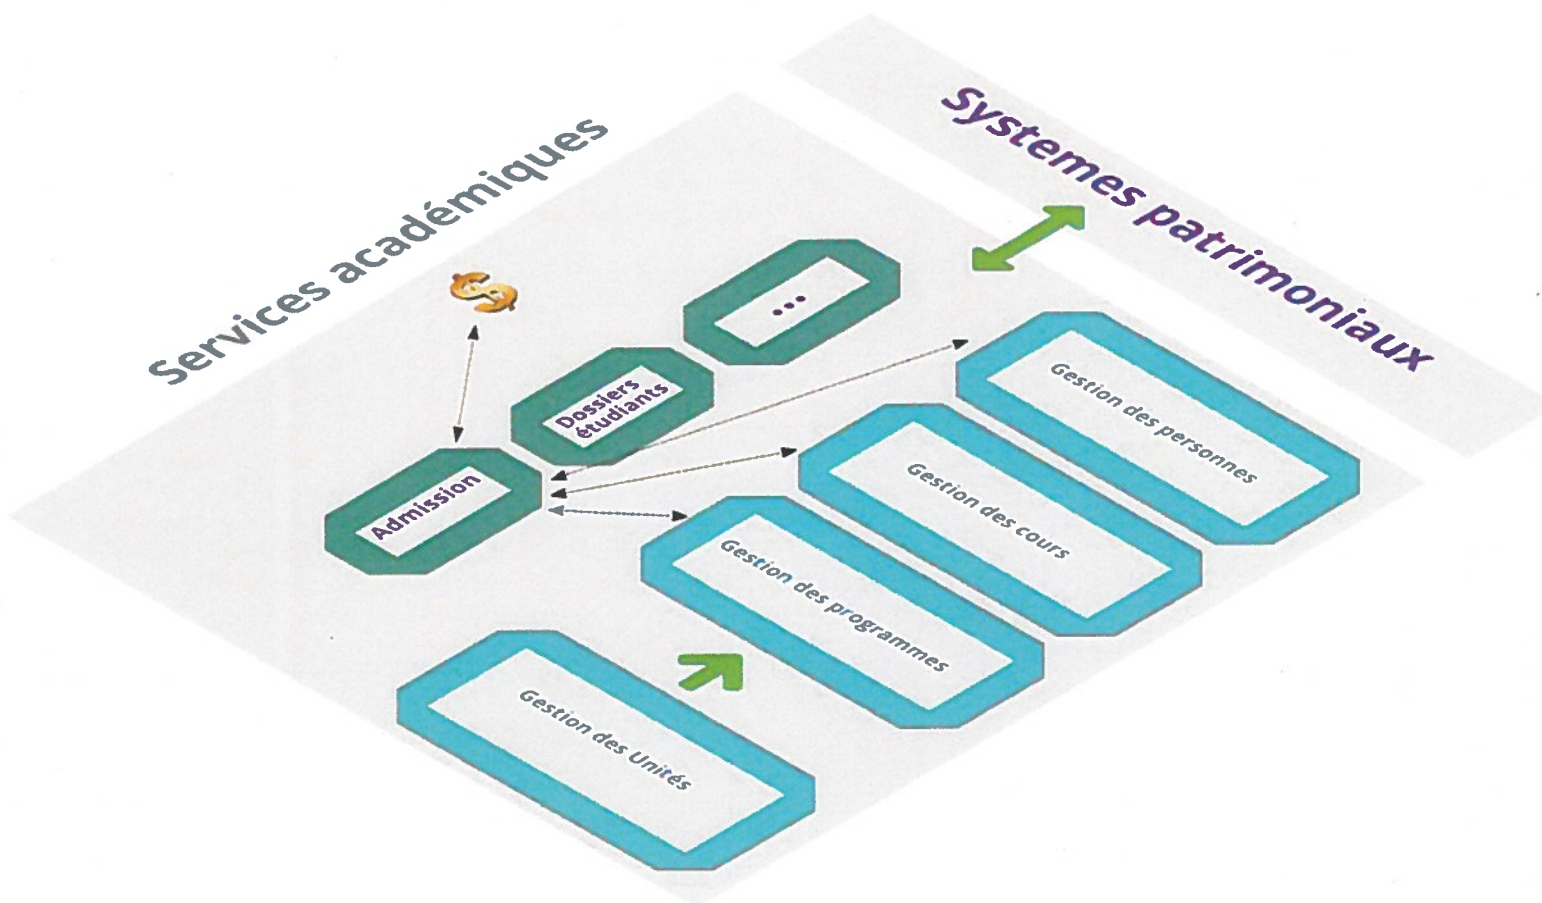 Services académiques
Systemes patrimoniaux
$
...
Dossiers
étudiants
Admission
Gestion des personnes
Gestion des cours
Gestion des programmes
Gestion des Unités